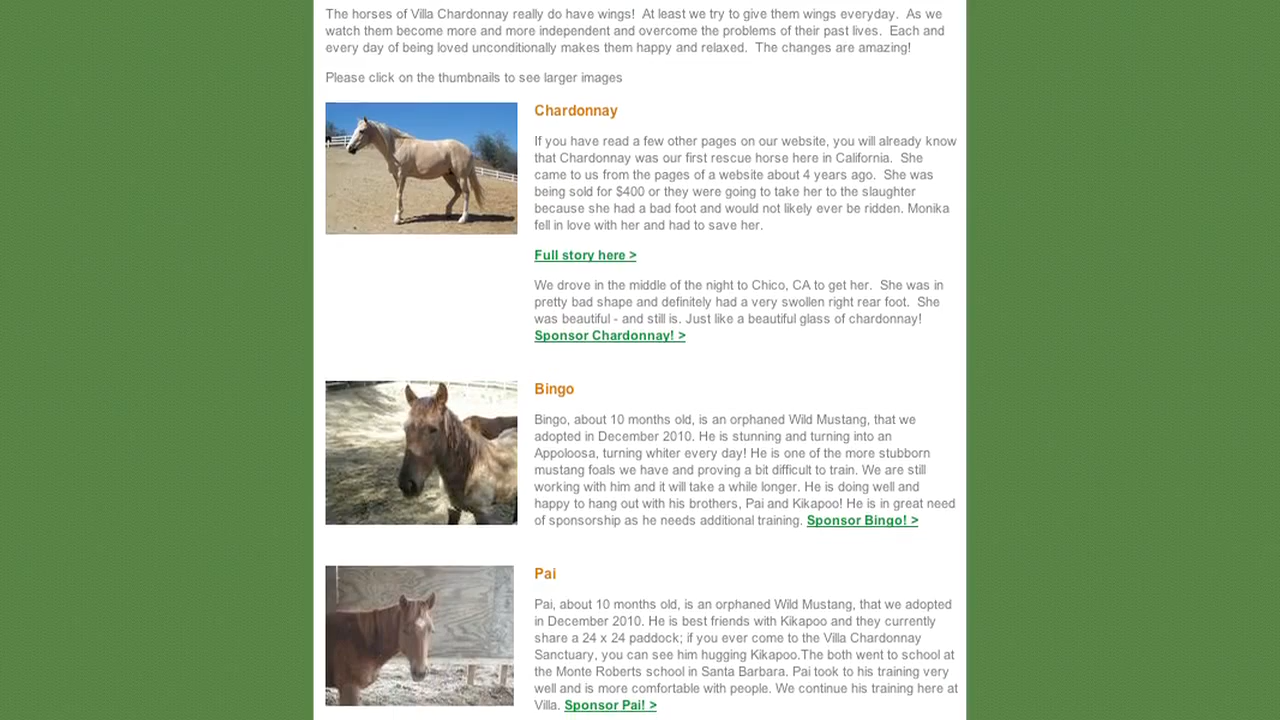 The horses of Villa Chardonnay really do have wings!  At least we try to give them wings everyday.  As we
watch them become more and more independent and overcome the problems of their past lives.  Each and
every day of being loved unconditionally makes them happy and relaxed.  The changes are amazing!
Please click on the thumbnails to see larger images
Chardonnay
If you have read a few other pages on our website, you will already know
that Chardonnay was our first rescue horse here in California.  She
came to us from the pages of a website about 4 years ago.  She was
being sold for $400 or they were going to take her to the slaughter
because she had a bad foot and would not likely ever be ridden. Monika
fell in love with her and had to save her.
Full story here >
We drove in the middle of the night to Chico, CA to get her.  She was in
pretty bad shape and definitely had a very swollen right rear foot.  She
was beautiful - and still is. Just like a beautiful glass of chardonnay!
Sponsor Chardonnay! >
Bingo
Bingo, about 10 months old, is an orphaned Wild Mustang, that we
adopted in December 2010. He is stunning and turning into an
Appoloosa, turning whiter every day! He is one of the more stubborn
mustang foals we have and proving a bit difficult to train. We are still
working with him and it will take a while longer. He is doing well and
happy to hang out with his brothers, Pai and Kikapoo! He is in great need
of sponsorship as he needs additional training. Sponsor Bingo! >
Pai
Pai, about 10 months old, is an orphaned Wild Mustang, that we adopted
in December 2010. He is best friends with Kikapoo and they currently
share a 24 x 24 paddock; if you ever come to the Villa Chardonnay
Sanctuary, you can see him hugging Kikapoo.The both went to school at
the Monte Roberts school in Santa Barbara. Pai took to his training very
well and is more comfortable with people. We continue his training here at
Villa. Sponsor Pai! >